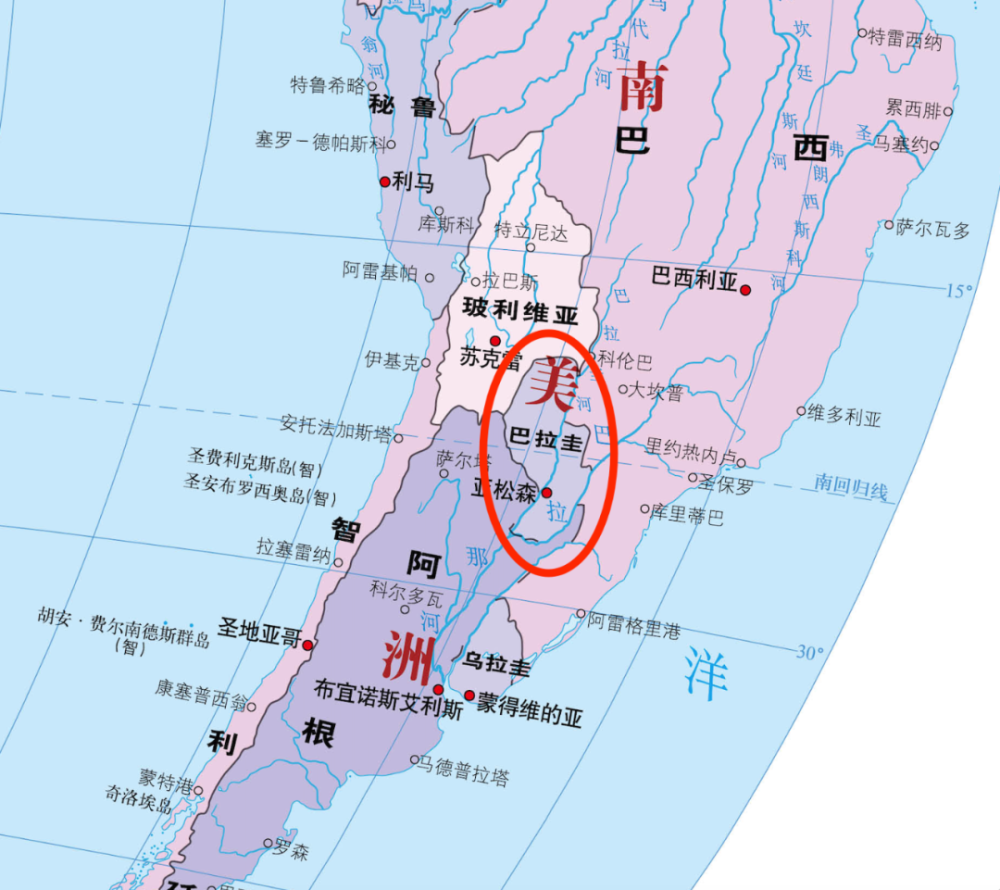 马
翁河
马
代
拉
河
坎
廷
斯
河
特雷西纳
南
特鲁希略
秘鲁
累西腓
巴西
圣
弗
朗
西
斯
科
河
马塞约
塞罗－德帕斯科
利马
库斯科
特立尼达
萨尔瓦多
阿雷基帕
拉巴斯
巴西利亚
15°
玻利维亚
巴
拉
圭
河
苏克雷
伊基克
科伦巴
美
大坎普
维多利亚
安托法加斯塔
巴拉圭
巴
拉
那
河
里约热内卢
圣费利克斯岛(智)
萨尔塔
圣保罗
南回归线
圣安布罗西奥岛(智)
亚松森
库里蒂巴
智
拉塞雷纳
阿
科尔多瓦
胡安·费尔南德斯群岛
(智)
圣地亚哥
阿雷格里港
洲
乌拉圭
30°
洋
康塞普西翁
布宜诺斯艾利斯
蒙得维的亚
利
根
马德普拉塔
蒙特港
奇洛埃岛
罗森